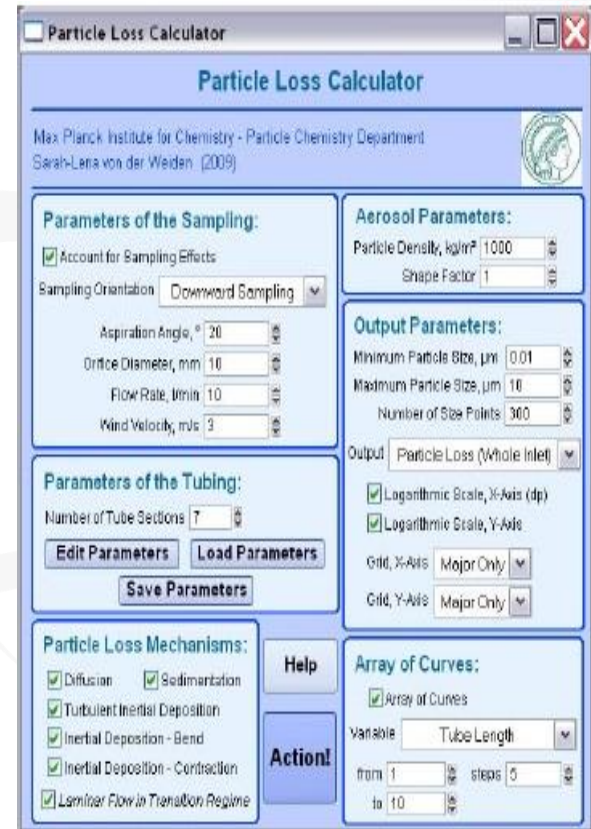 Particle Loss Calculator
Particle Loss Calculator
Max Planck Institute for Chemistry - Particle Chemistry Department
Sarah-Lena von der Weiden (2009)
Parameters of the Sampling:
Account for Sampling Effects
Sampling Orientation Downward Sampling
Aspiration Angle, ° 20
Orifice Diameter, mm 10
Flow Rate, l/min 10
Wind Velocity, m/s 3
Parameters of the Tubing:
Number of Tube Sections 7
Edit Parameters Load Parameters
Save Parameters
Particle Loss Mechanisms:
Diffusion Sedimentation
Turbulent Inertial Deposition
Inertial Deposition - Bend
Inertial Deposition - Contraction
Laminar Flow in Transition Regime
Help
Action!
Aerosol Parameters:
Particle Density, kg/m³ 1000
Shape Factor 1
Output Parameters:
Minimum Particle Size, µm 0.01
Maximum Particle Size, µm 10
Number of Size Points 300
Output Particle Loss (Whole Inlet)
Logarithmic Scale, X-Axis (dp)
Logarithmic Scale, Y-Axis
Grid, X-Axis Major Only
Grid, Y-Axis Major Only
Array of Curves:
Array of Curves
Variable Tube Length
from 1 steps 5
to 10